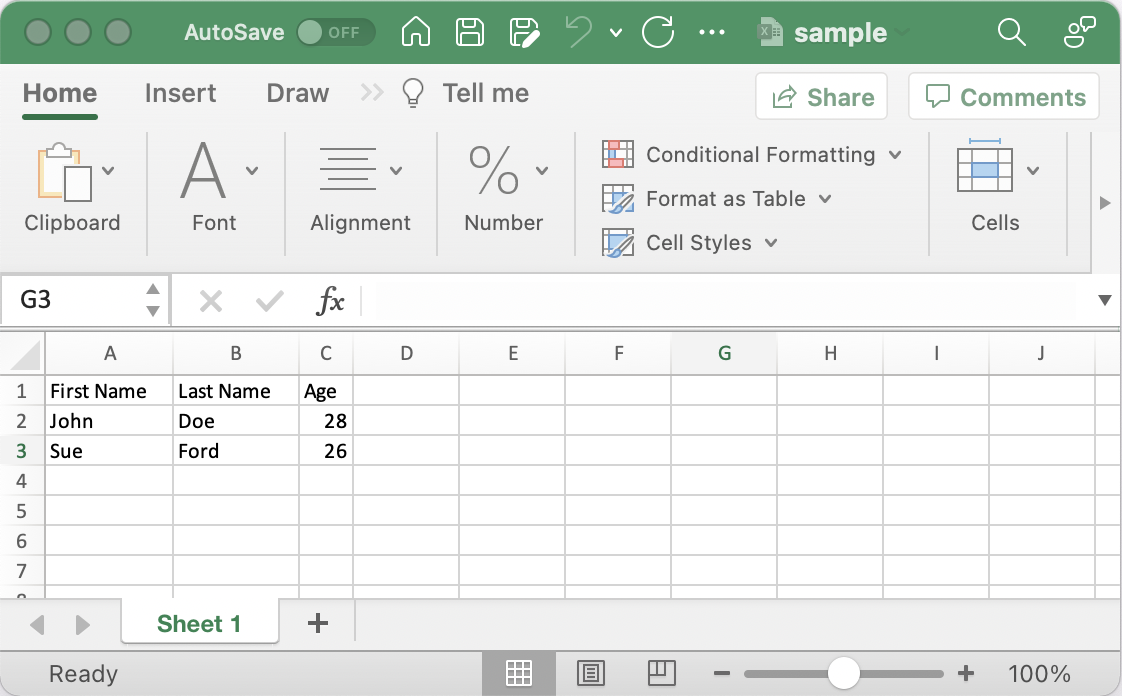 AutoSave OFF sample
Home Insert Draw Tell me Share Comments
Clipboard Font Alignment Number Conditional Formatting Format as Table Cell Styles Cells
G3 fx
A B C D E F G H I J
1 First Name Last Name Age
2 John Doe 28
3 Sue Ford 26
4
5
6
7
Sheet 1
Ready 100%